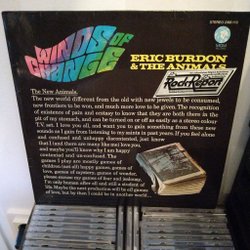 WINDS OF
CHANGE
ERIC BURDON
& THE ANIMALS
STEREO
Rock Report
The New Animals.
The new world different from the old with new jewels to be consumed,
new frontiers to be won, and much more love to be given. The recognition
of existence of pain and ecstasy to know that they are both there in the
pit of my stomach, and can be turned on or off as easily as a stereo colour
T.V. set. I love you all, and want you to gain something from these new
sounds as I gain from listening to my
in past years. If you feel alone
and confused and unhappy
discontented, just know
that I
there are many like me
love you,
and maybe you'll know why I am happy
contented and un-confused. The
games I play are mostly games of
children (not all) happy games, games of
love, games of mystery, games of wonder,
please excuse my games of fear and jealousy,
I'm only human after all and still a student of
life. Maybe the next production will be all games
of love, but by then I could be in another world...